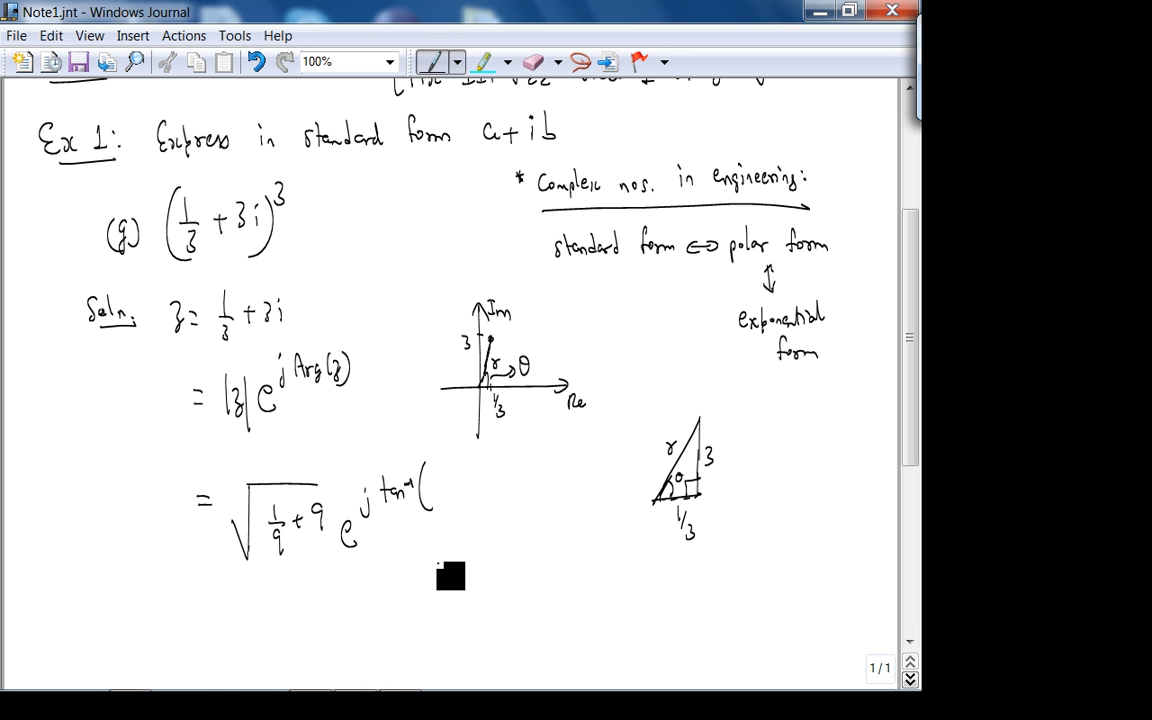 Note1.jnt - Windows Journal
File Edit View Insert Actions Tools Help
100%
Ex 1: Express in standard form a+ib
* Complex nos. in engineering:
(g) (1/3 + 3i)^3
standard form ⇔ polar form
↕
exponential
form
Soln. z = 1/3 + 3i
Im
3
r
θ
1/3
Re
= |z| e^{j Arg(z)}
r
3
θ
1/3
= √(1/9 + 9) e^{j tan⁻¹(
1/1